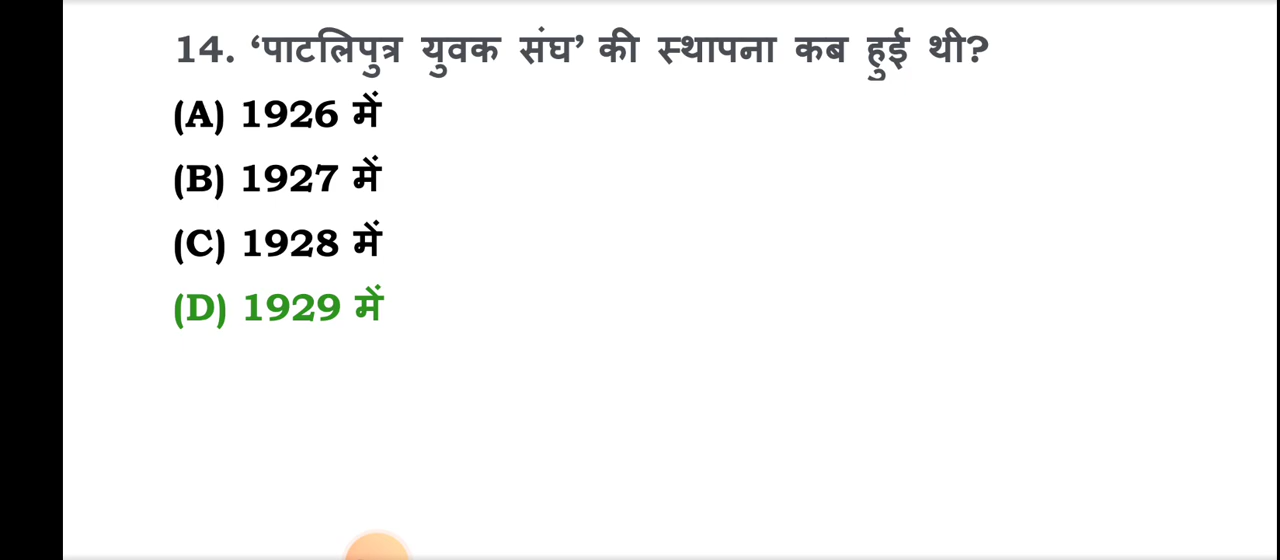 14. ‘पाटलिपुत्र युवक संघ’ की स्थापना कब हुई थी?
(A) 1926 में
(B) 1927 में
(C) 1928 में
(D) 1929 में